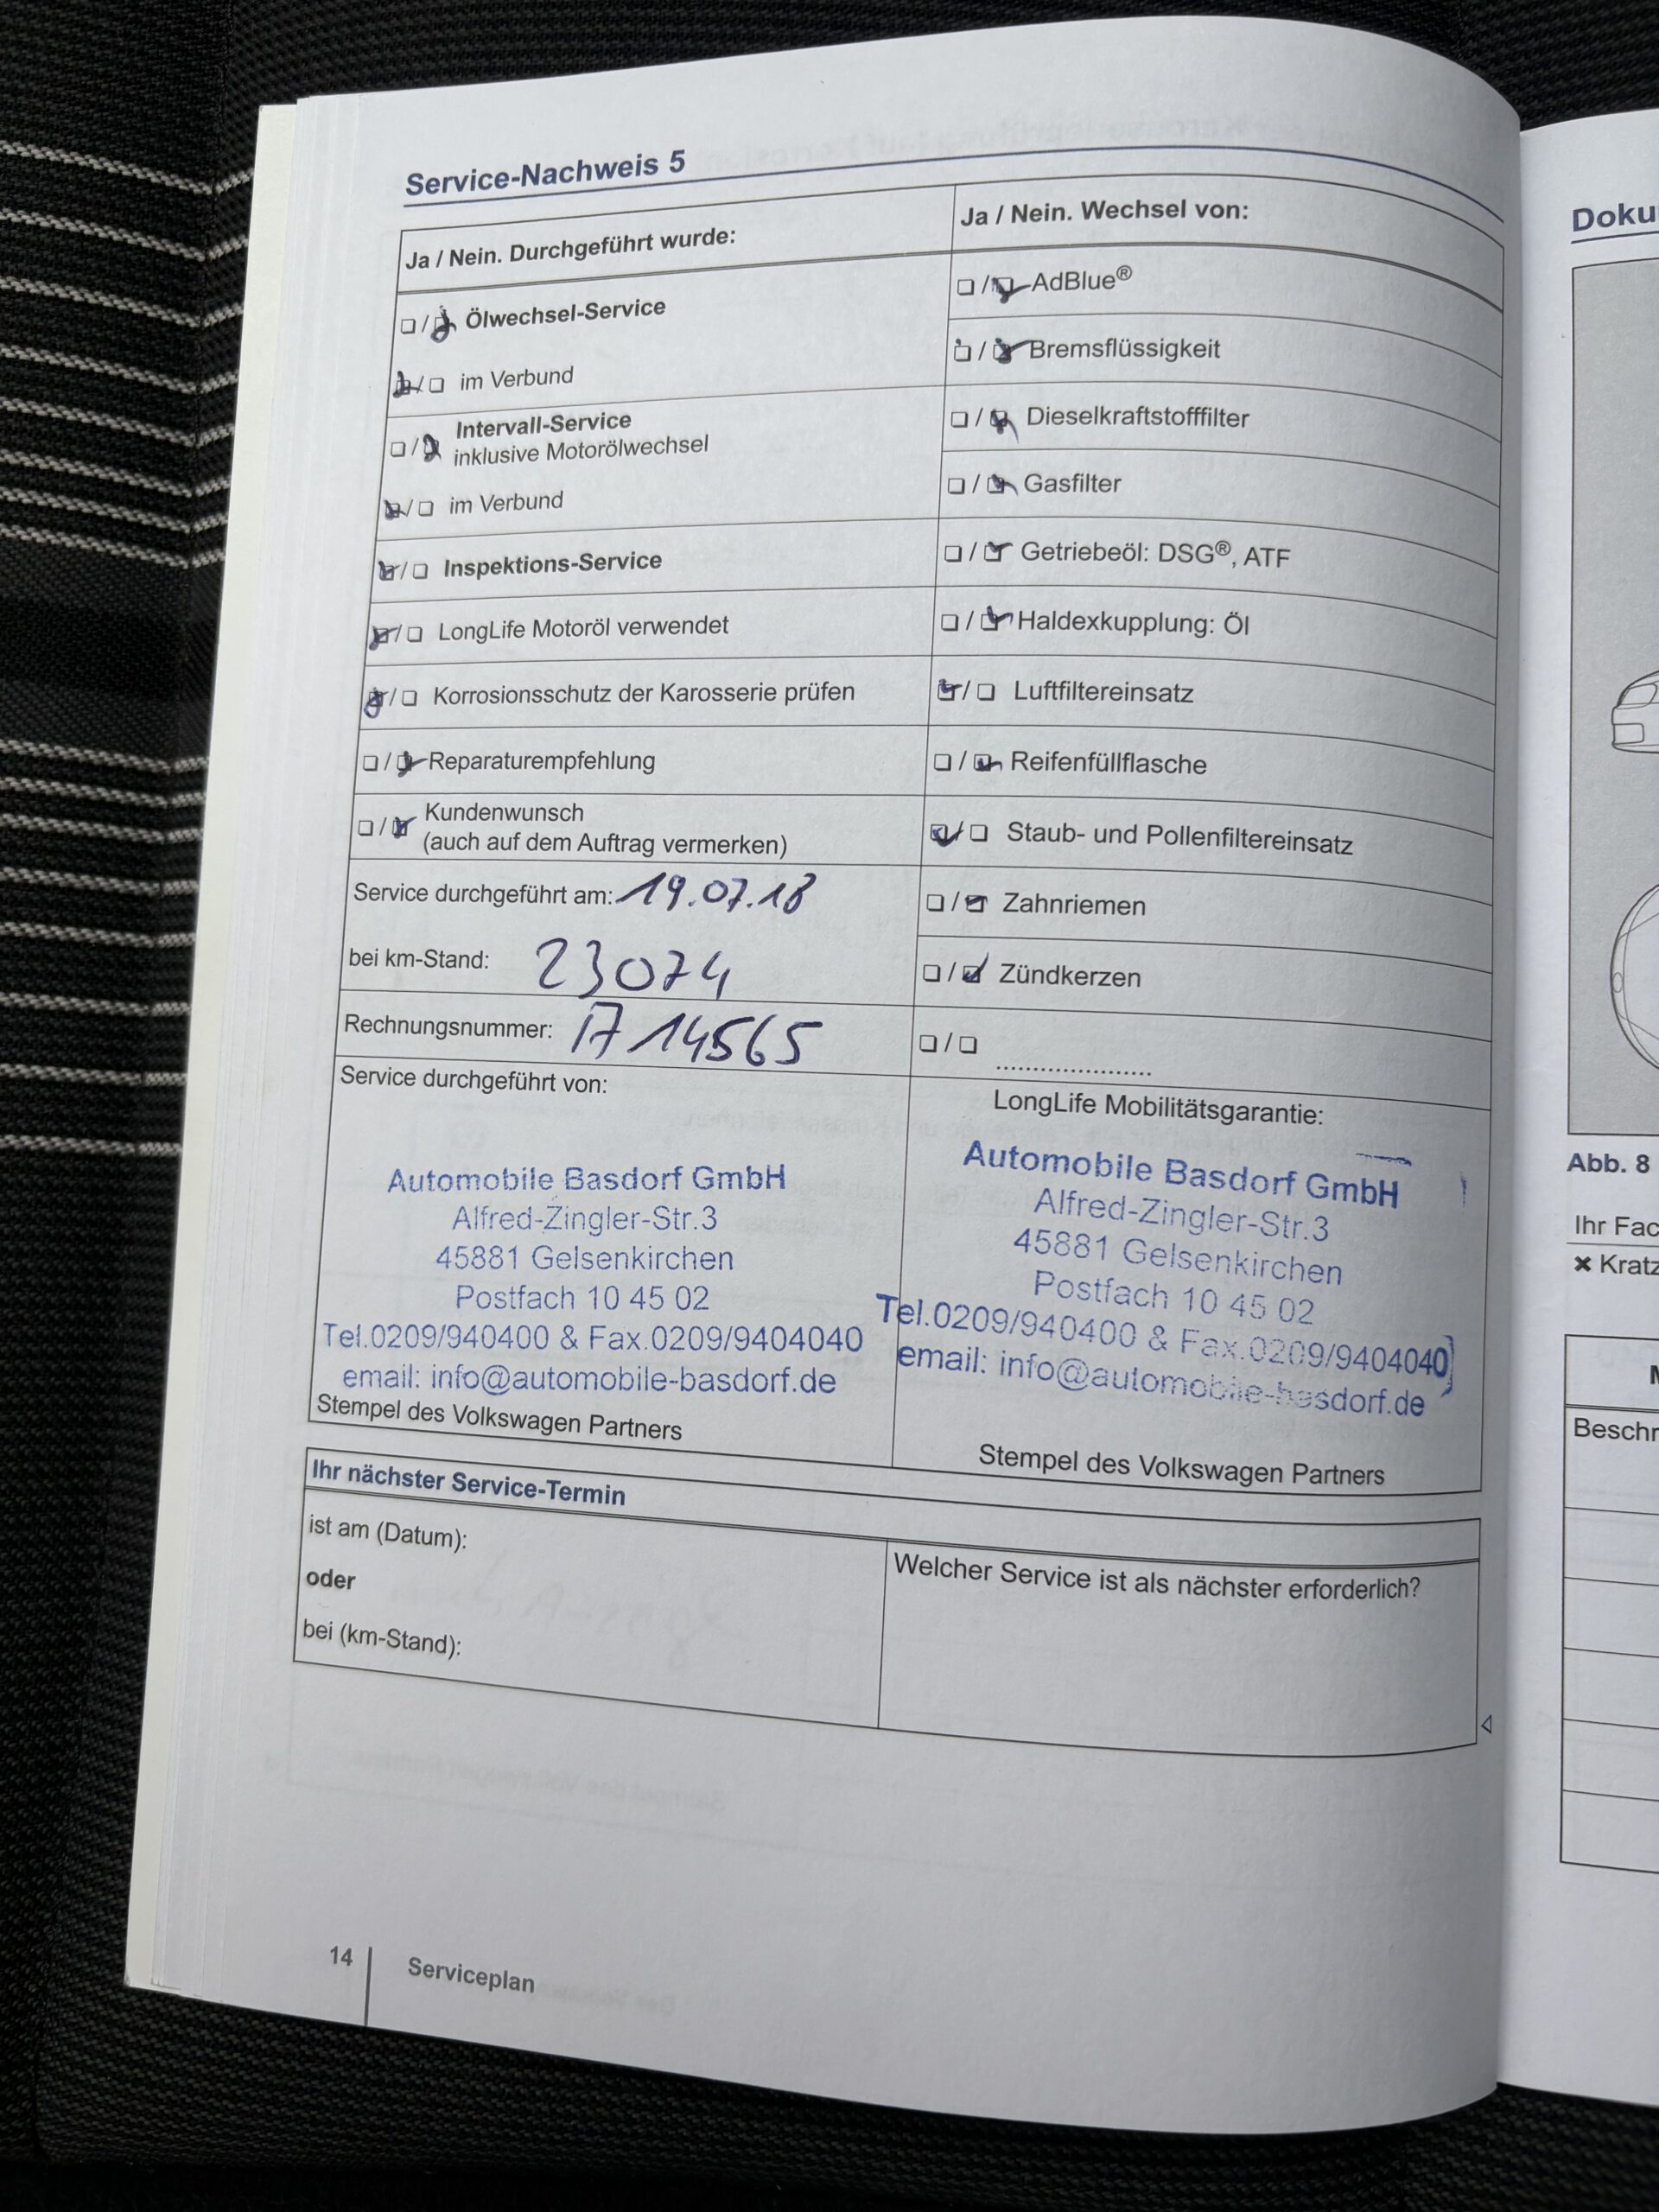 Service-Nachweis 5
Ja / Nein. Durchgeführt wurde:
☐ / ☑ Ölwechsel-Service
☑ / ☐ im Verbund
☐ / ☑ Intervall-Service
inklusive Motorölwechsel
☑ / ☐ im Verbund
☑ / ☐ Inspektions-Service
☑ / ☐ LongLife Motoröl verwendet
☑ / ☐ Korrosionsschutz der Karosserie prüfen
☐ / ☑ Reparaturempfehlung
☐ / ☑ Kundenwunsch
(auch auf dem Auftrag vermerken)
Service durchgeführt am: 19.07.18
bei km-Stand: 23074
Rechnungsnummer: 1714565
Service durchgeführt von:
Automobile Basdorf GmbH
Alfred-Zingler-Str.3
45881 Gelsenkirchen
Postfach 10 45 02
Tel.0209/940400 & Fax.0209/9404040
email: info@automobile-basdorf.de
Stempel des Volkswagen Partners
Ja / Nein. Wechsel von:
☐ / ☑ AdBlue®
☐ / ☑ Bremsflüssigkeit
☐ / ☑ Dieselkraftstofffilter
☐ / ☑ Gasfilter
☐ / ☑ Getriebeöl: DSG®, ATF
☐ / ☑ Haldexkupplung: Öl
☑ / ☐ Luftfiltereinsatz
☐ / ☑ Reifenfüllflasche
☑ / ☐ Staub- und Pollenfiltereinsatz
☐ / ☑ Zahnriemen
☐ / ☑ Zündkerzen
☐ / ☐ ......................
LongLife Mobilitätsgarantie:
Automobile Basdorf GmbH
Alfred-Zingler-Str.3
45881 Gelsenkirchen
Postfach 10 45 02
Tel.0209/940400 & Fax.0209/9404040
email: info@automobile-basdorf.de
Stempel des Volkswagen Partners
Ihr nächster Service-Termin
ist am (Datum):
oder
bei (km-Stand):
Welcher Service ist als nächster erforderlich?
14
Serviceplan
Doku
Abb. 8
Ihr Fac
✖ Kratz
Beschr